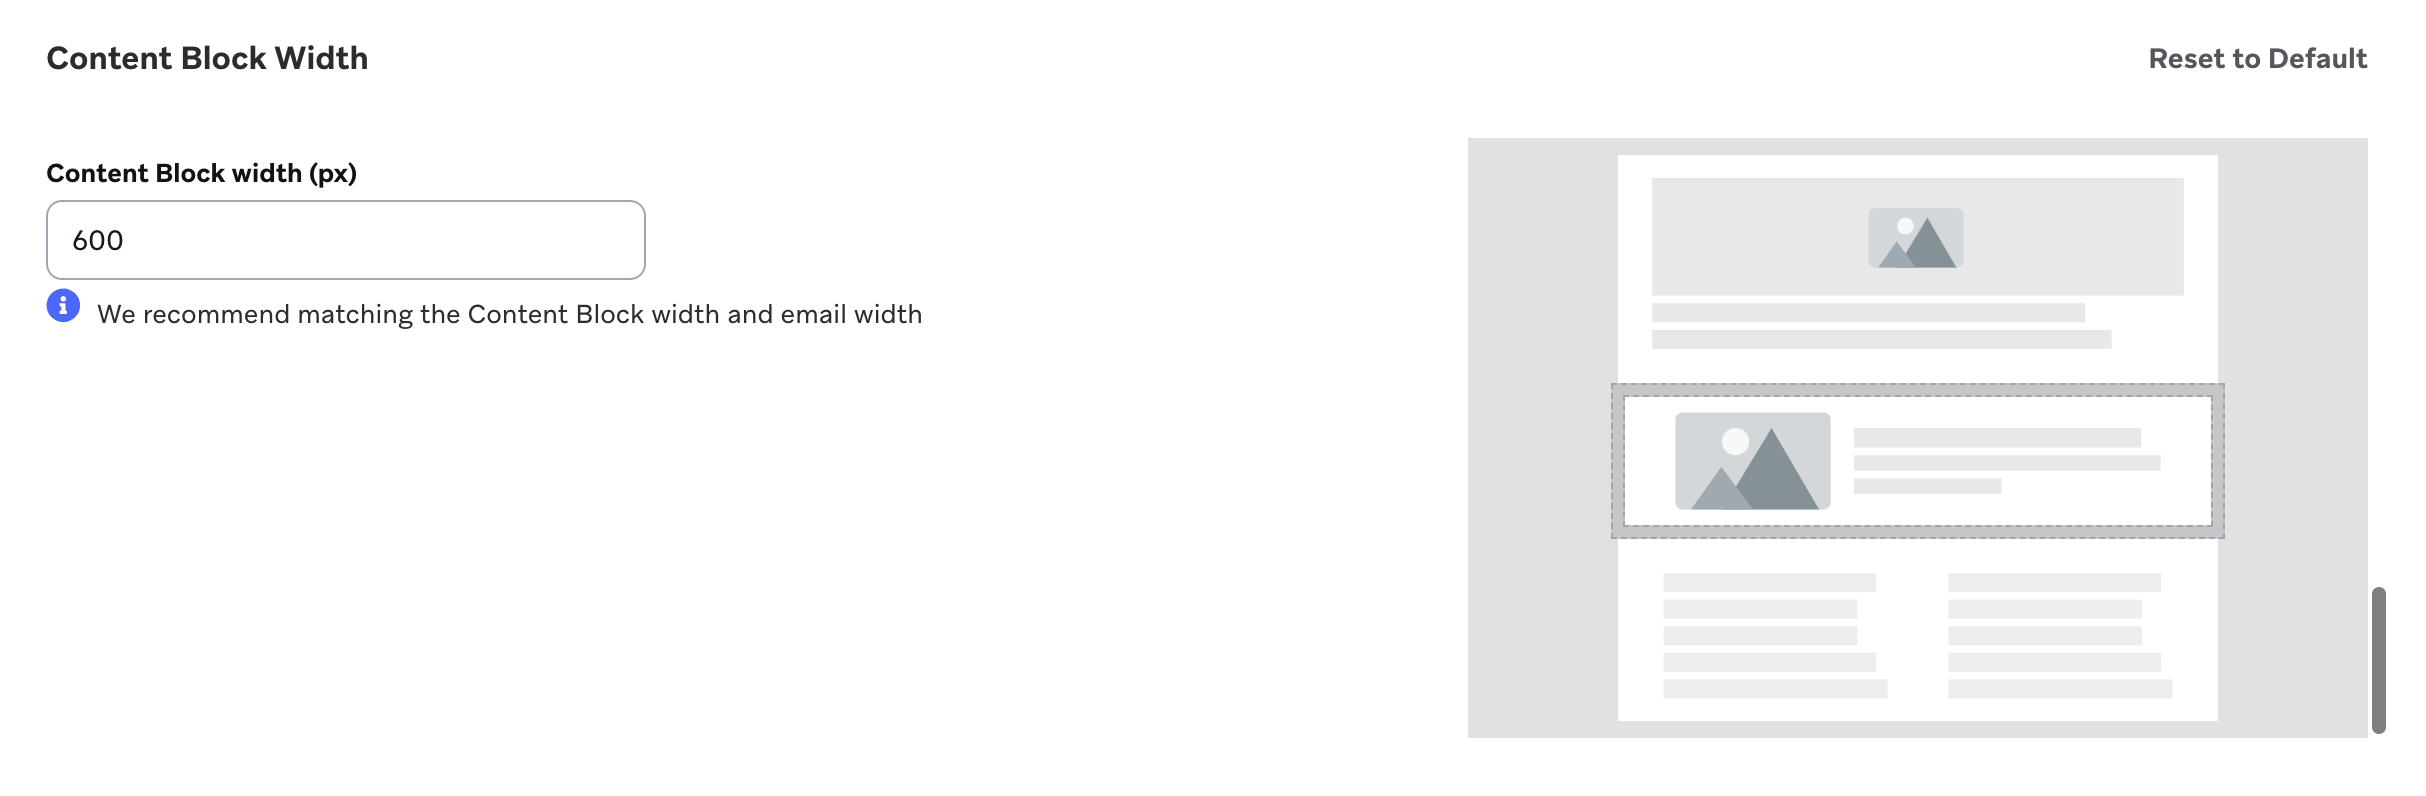 Content Block Width
Reset to Default
Content Block width (px)
600
We recommend matching the Content Block width and email width